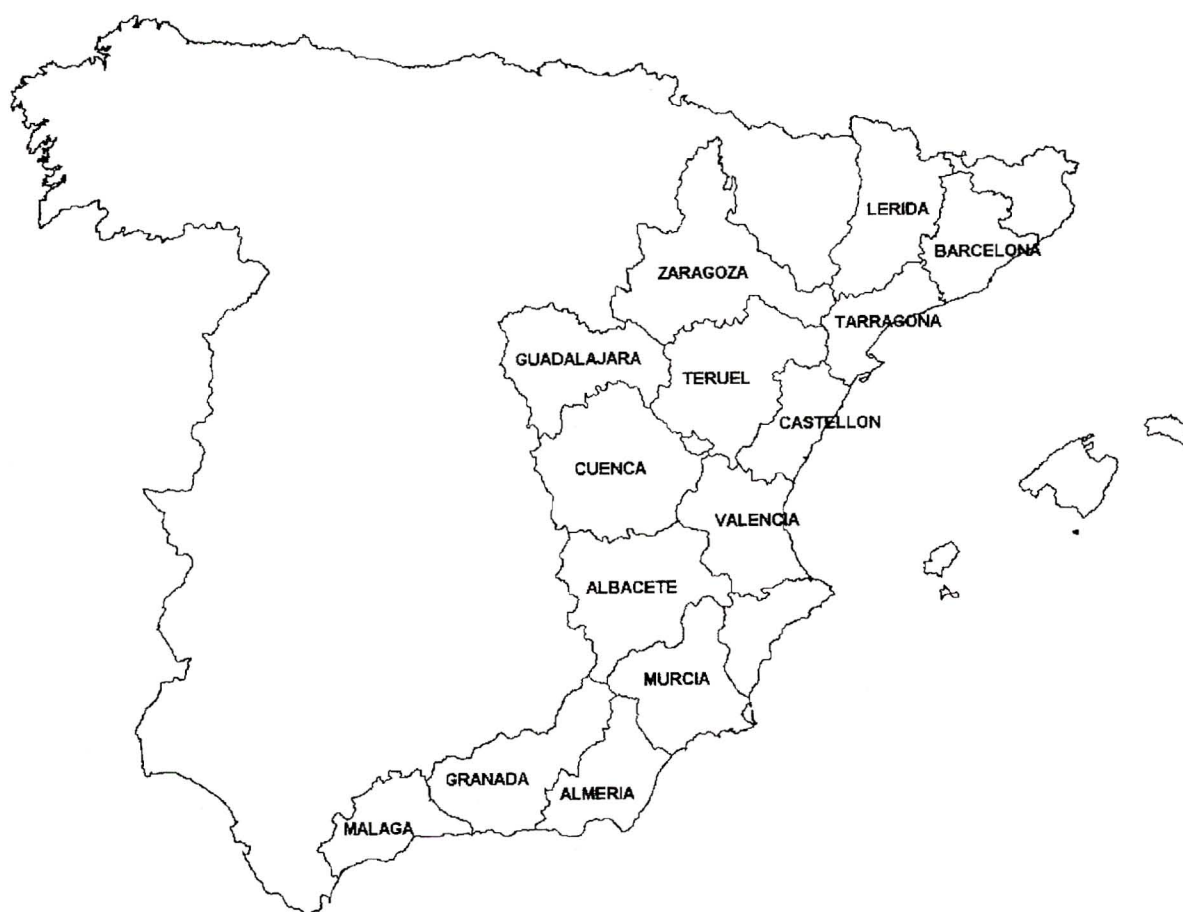 LERIDA
BARCELONA
ZARAGOZA
TARRAGONA
GUADALAJARA
TERUEL
CASTELLON
CUENCA
VALENCIA
ALBACETE
MURCIA
GRANADA
ALMERIA
MALAGA